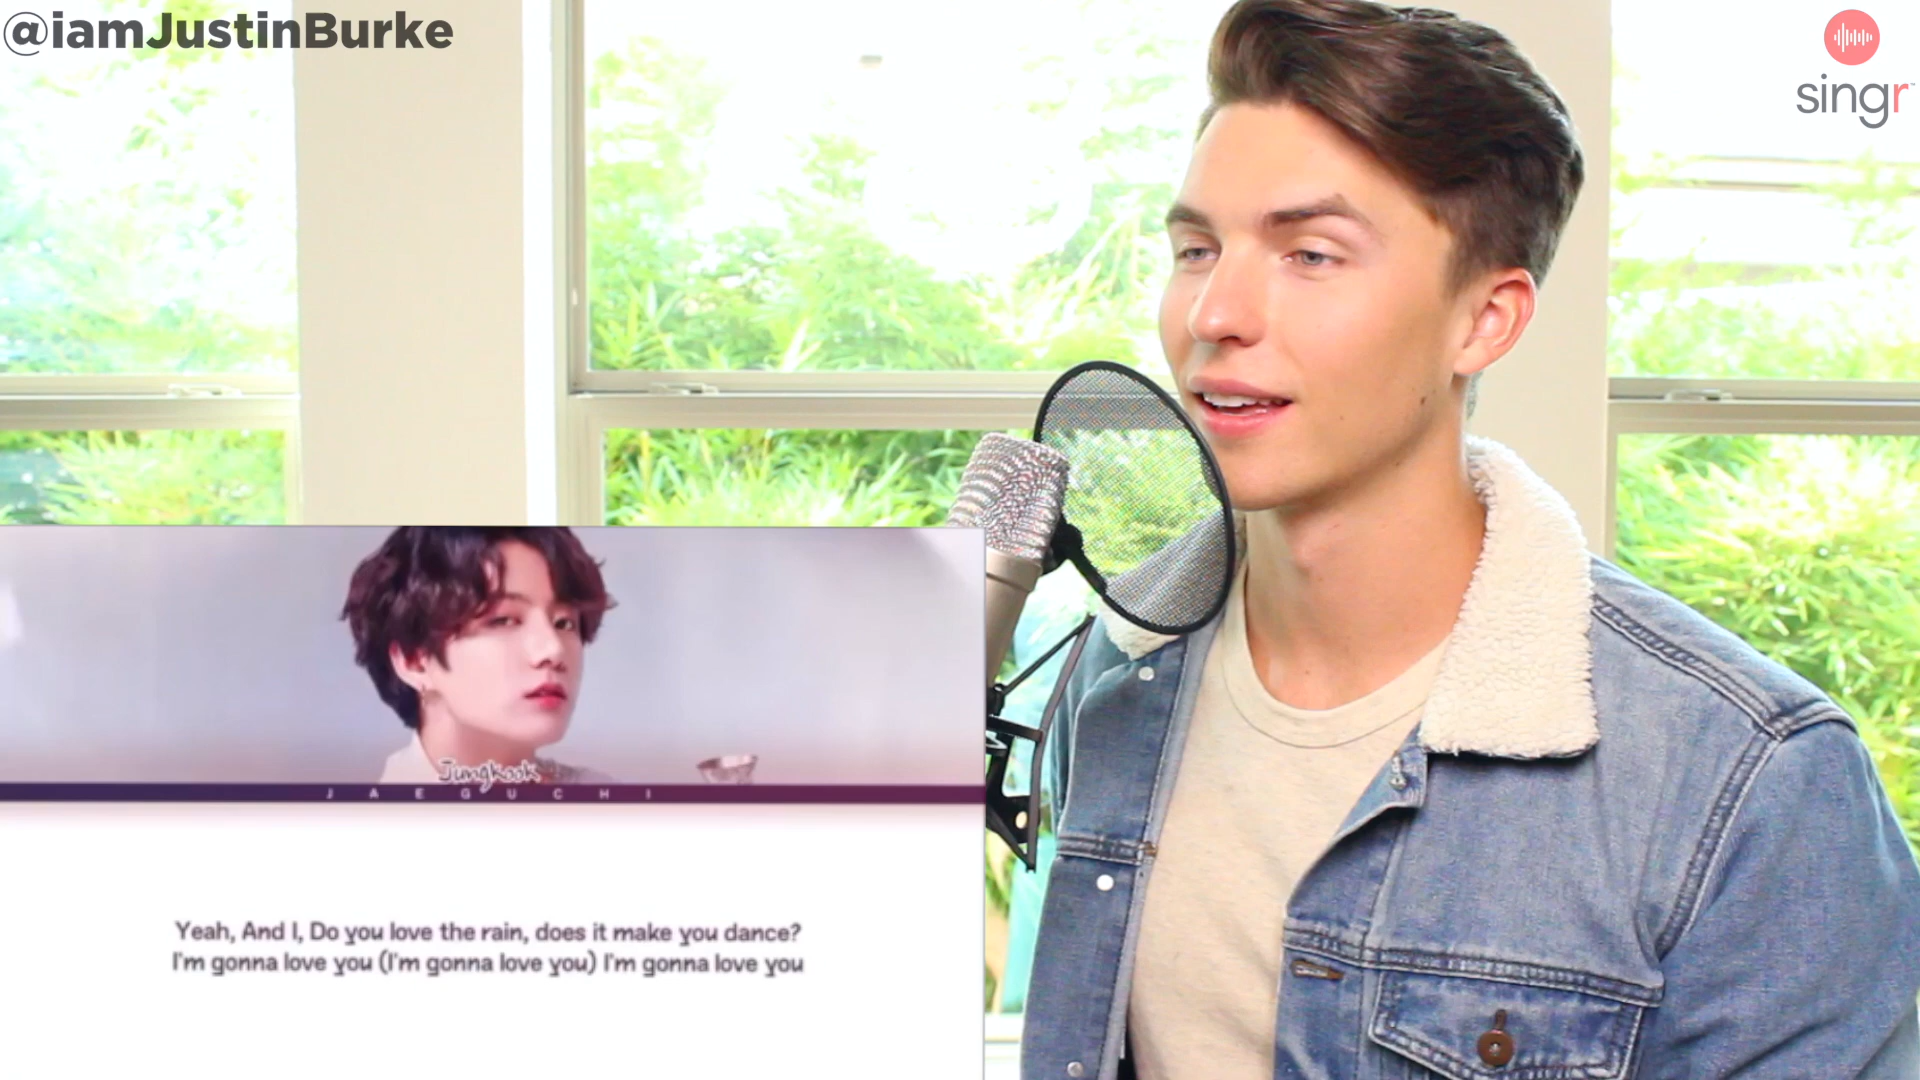 @iamJustinBurke
singr
Jungkook
JAEGUCHI
Yeah, And I, Do you love the rain, does it make you dance?
I'm gonna love you (I'm gonna love you) I'm gonna love you